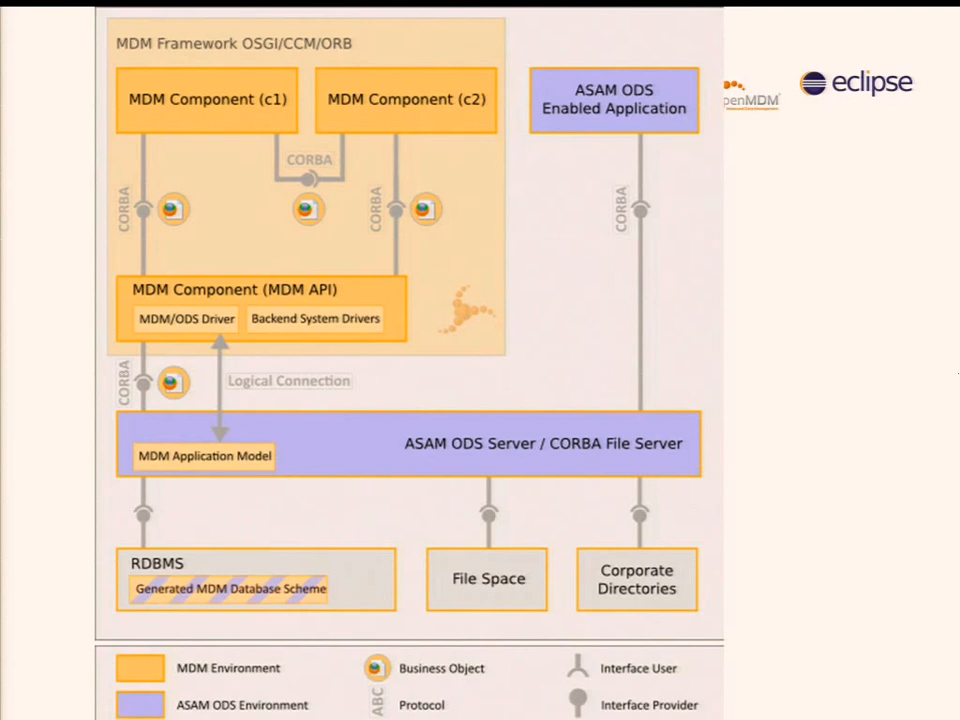 MDM Framework OSGI/CCM/ORB
MDM Component (c1)
MDM Component (c2)
ASAM ODS
Enabled Application
penMDM
eclipse
CORBA
CORBA
CORBA
CORBA
MDM Component (MDM API)
MDM/ODS Driver
Backend System Drivers
CORBA
Logical Connection
ASAM ODS Server / CORBA File Server
MDM Application Model
RDBMS
Generated MDM Database Scheme
File Space
Corporate
Directories
MDM Environment
Business Object
Interface User
ASAM ODS Environment
ABC
Protocol
Interface Provider